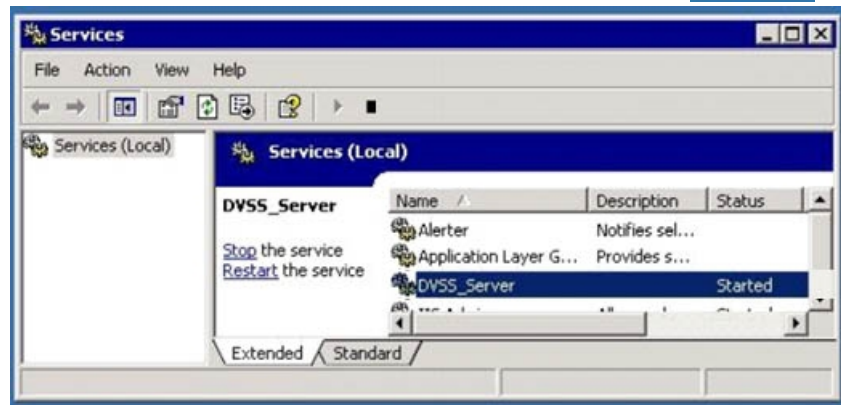 Services
File Action View Help
Services (Local)
Services (Local)
DVSS_Server
Stop the service
Restart the service
Name Description Status
Alerter Notifies sel...
Application Layer G... Provides s...
DVSS_Server Started
Extended Standard